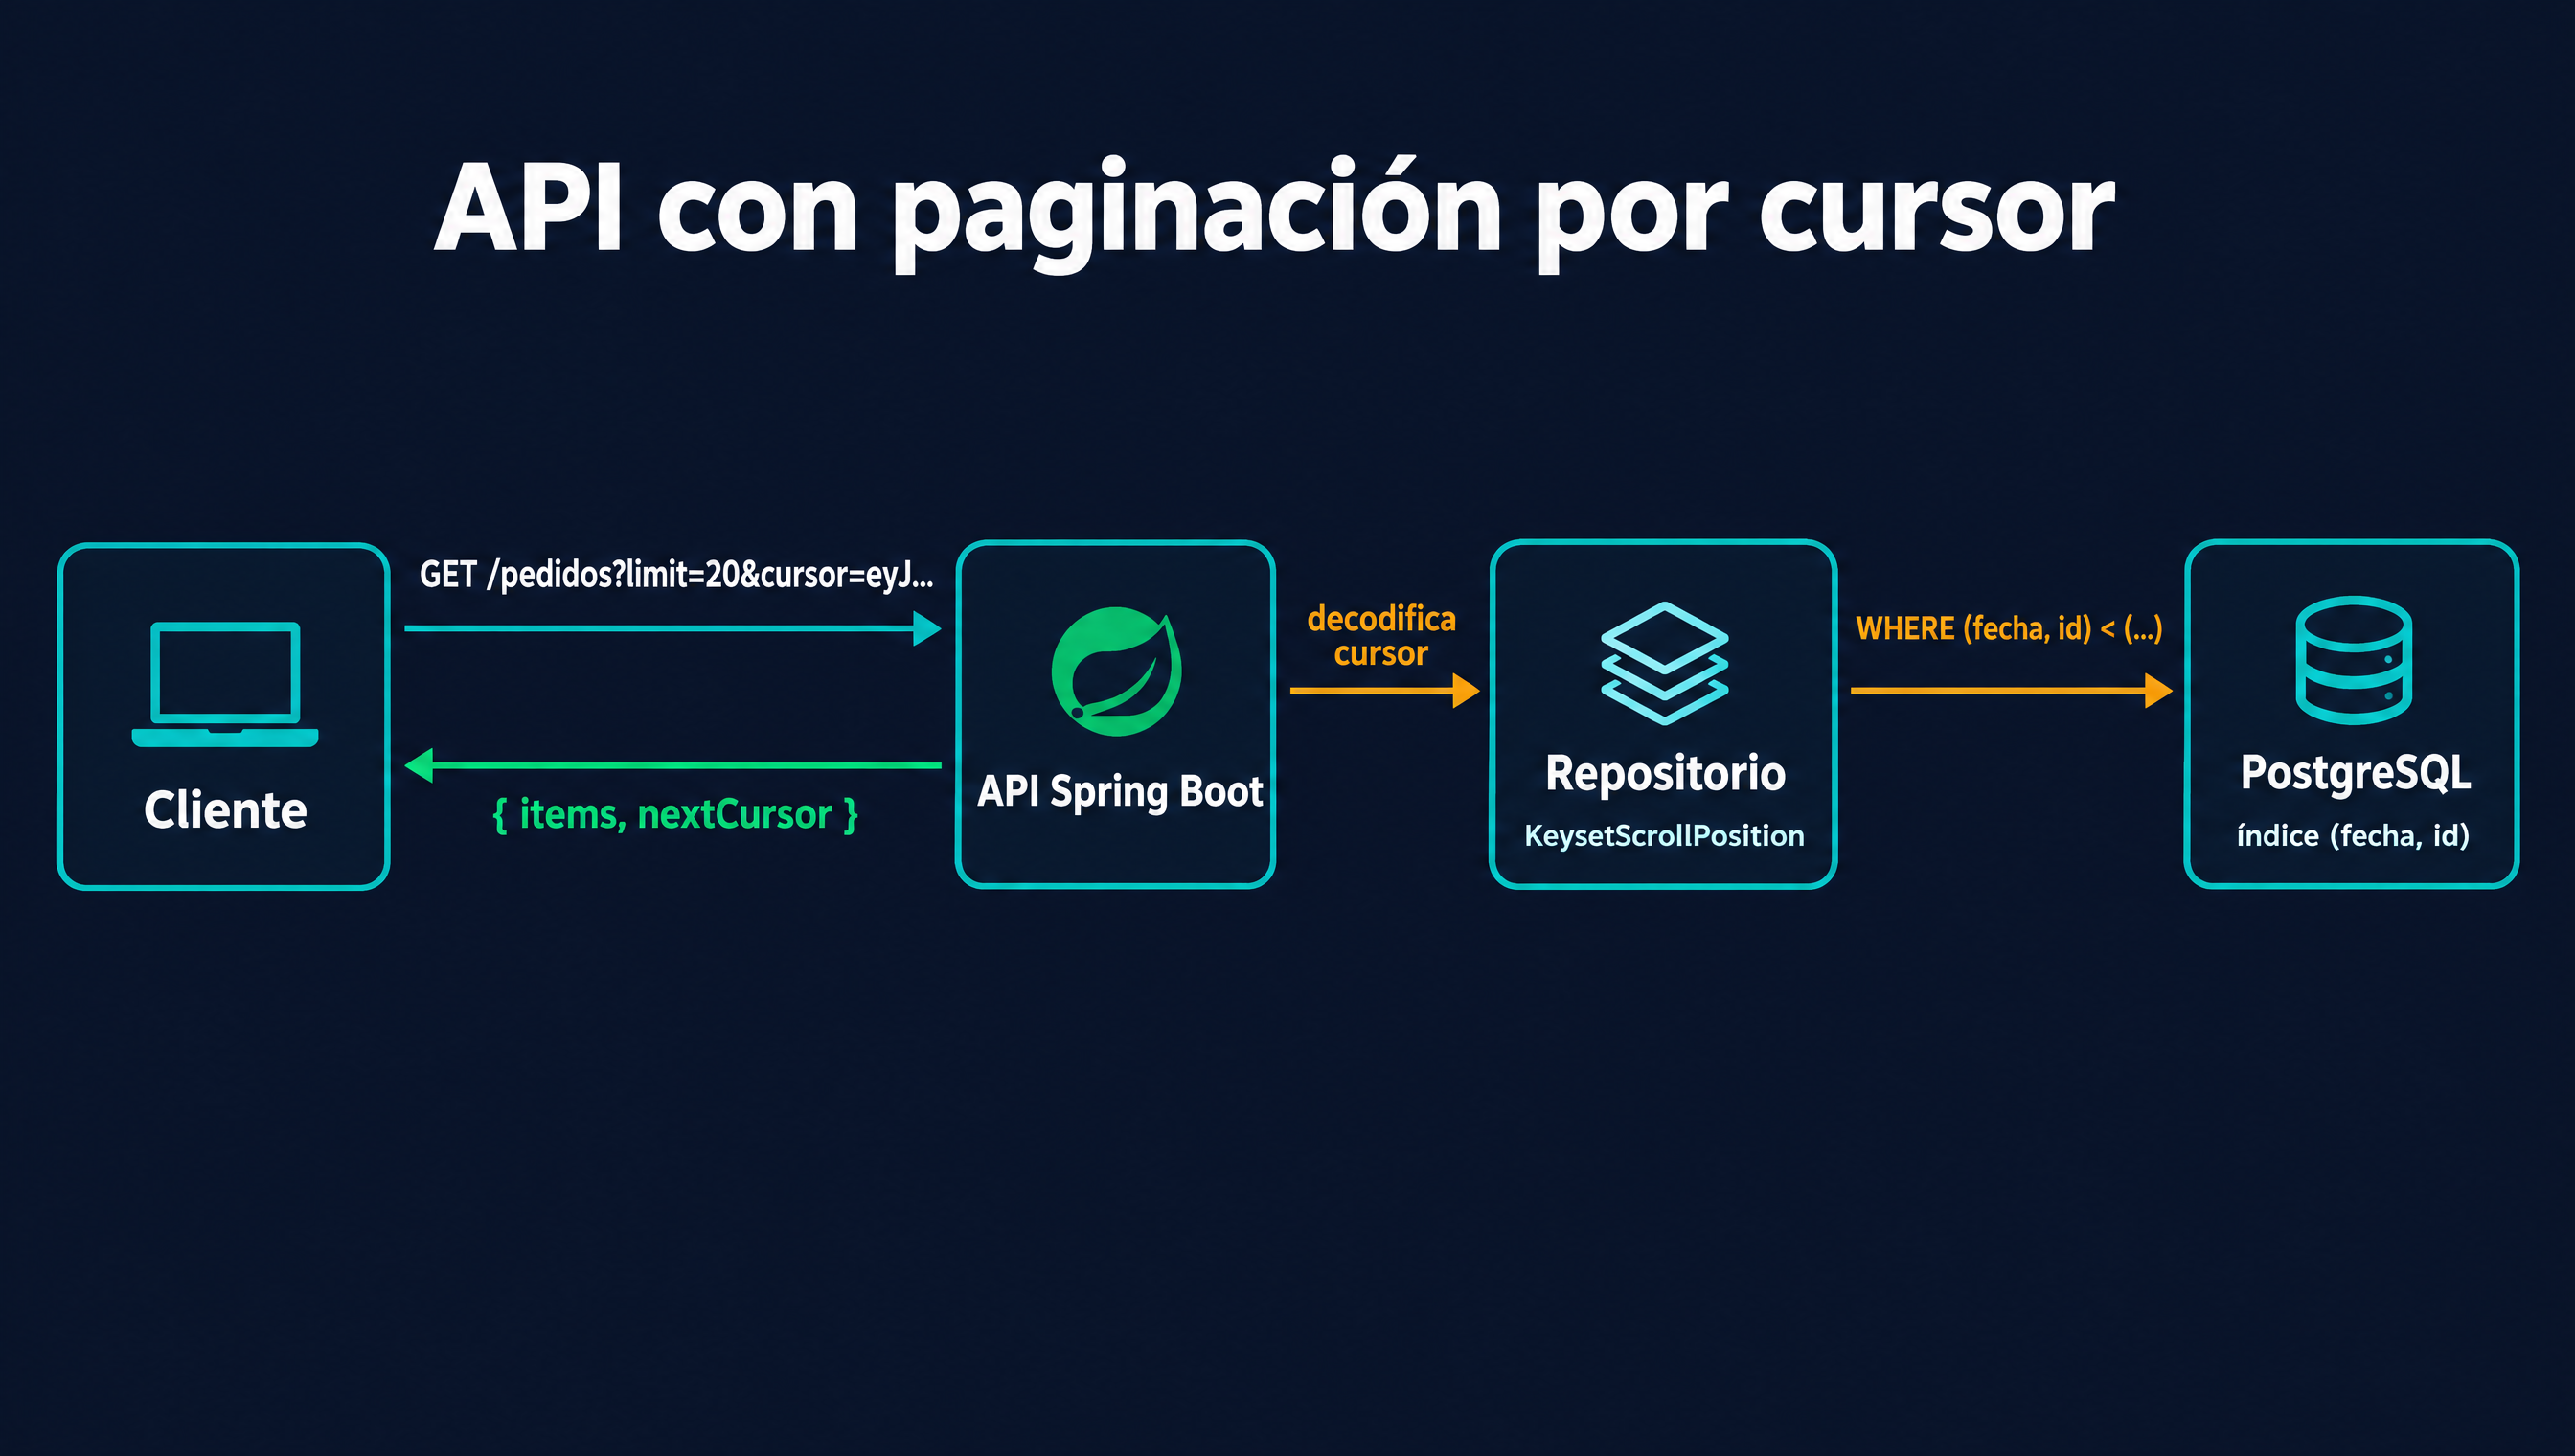 API con paginación por cursor
GET /pedidos?limit=20&cursor=eyJ...
Cliente
{ items, nextCursor }
API Spring Boot
decodifica
cursor
Repositorio
KeysetScrollPosition
WHERE (fecha, id) < (...)
PostgreSQL
índice (fecha, id)